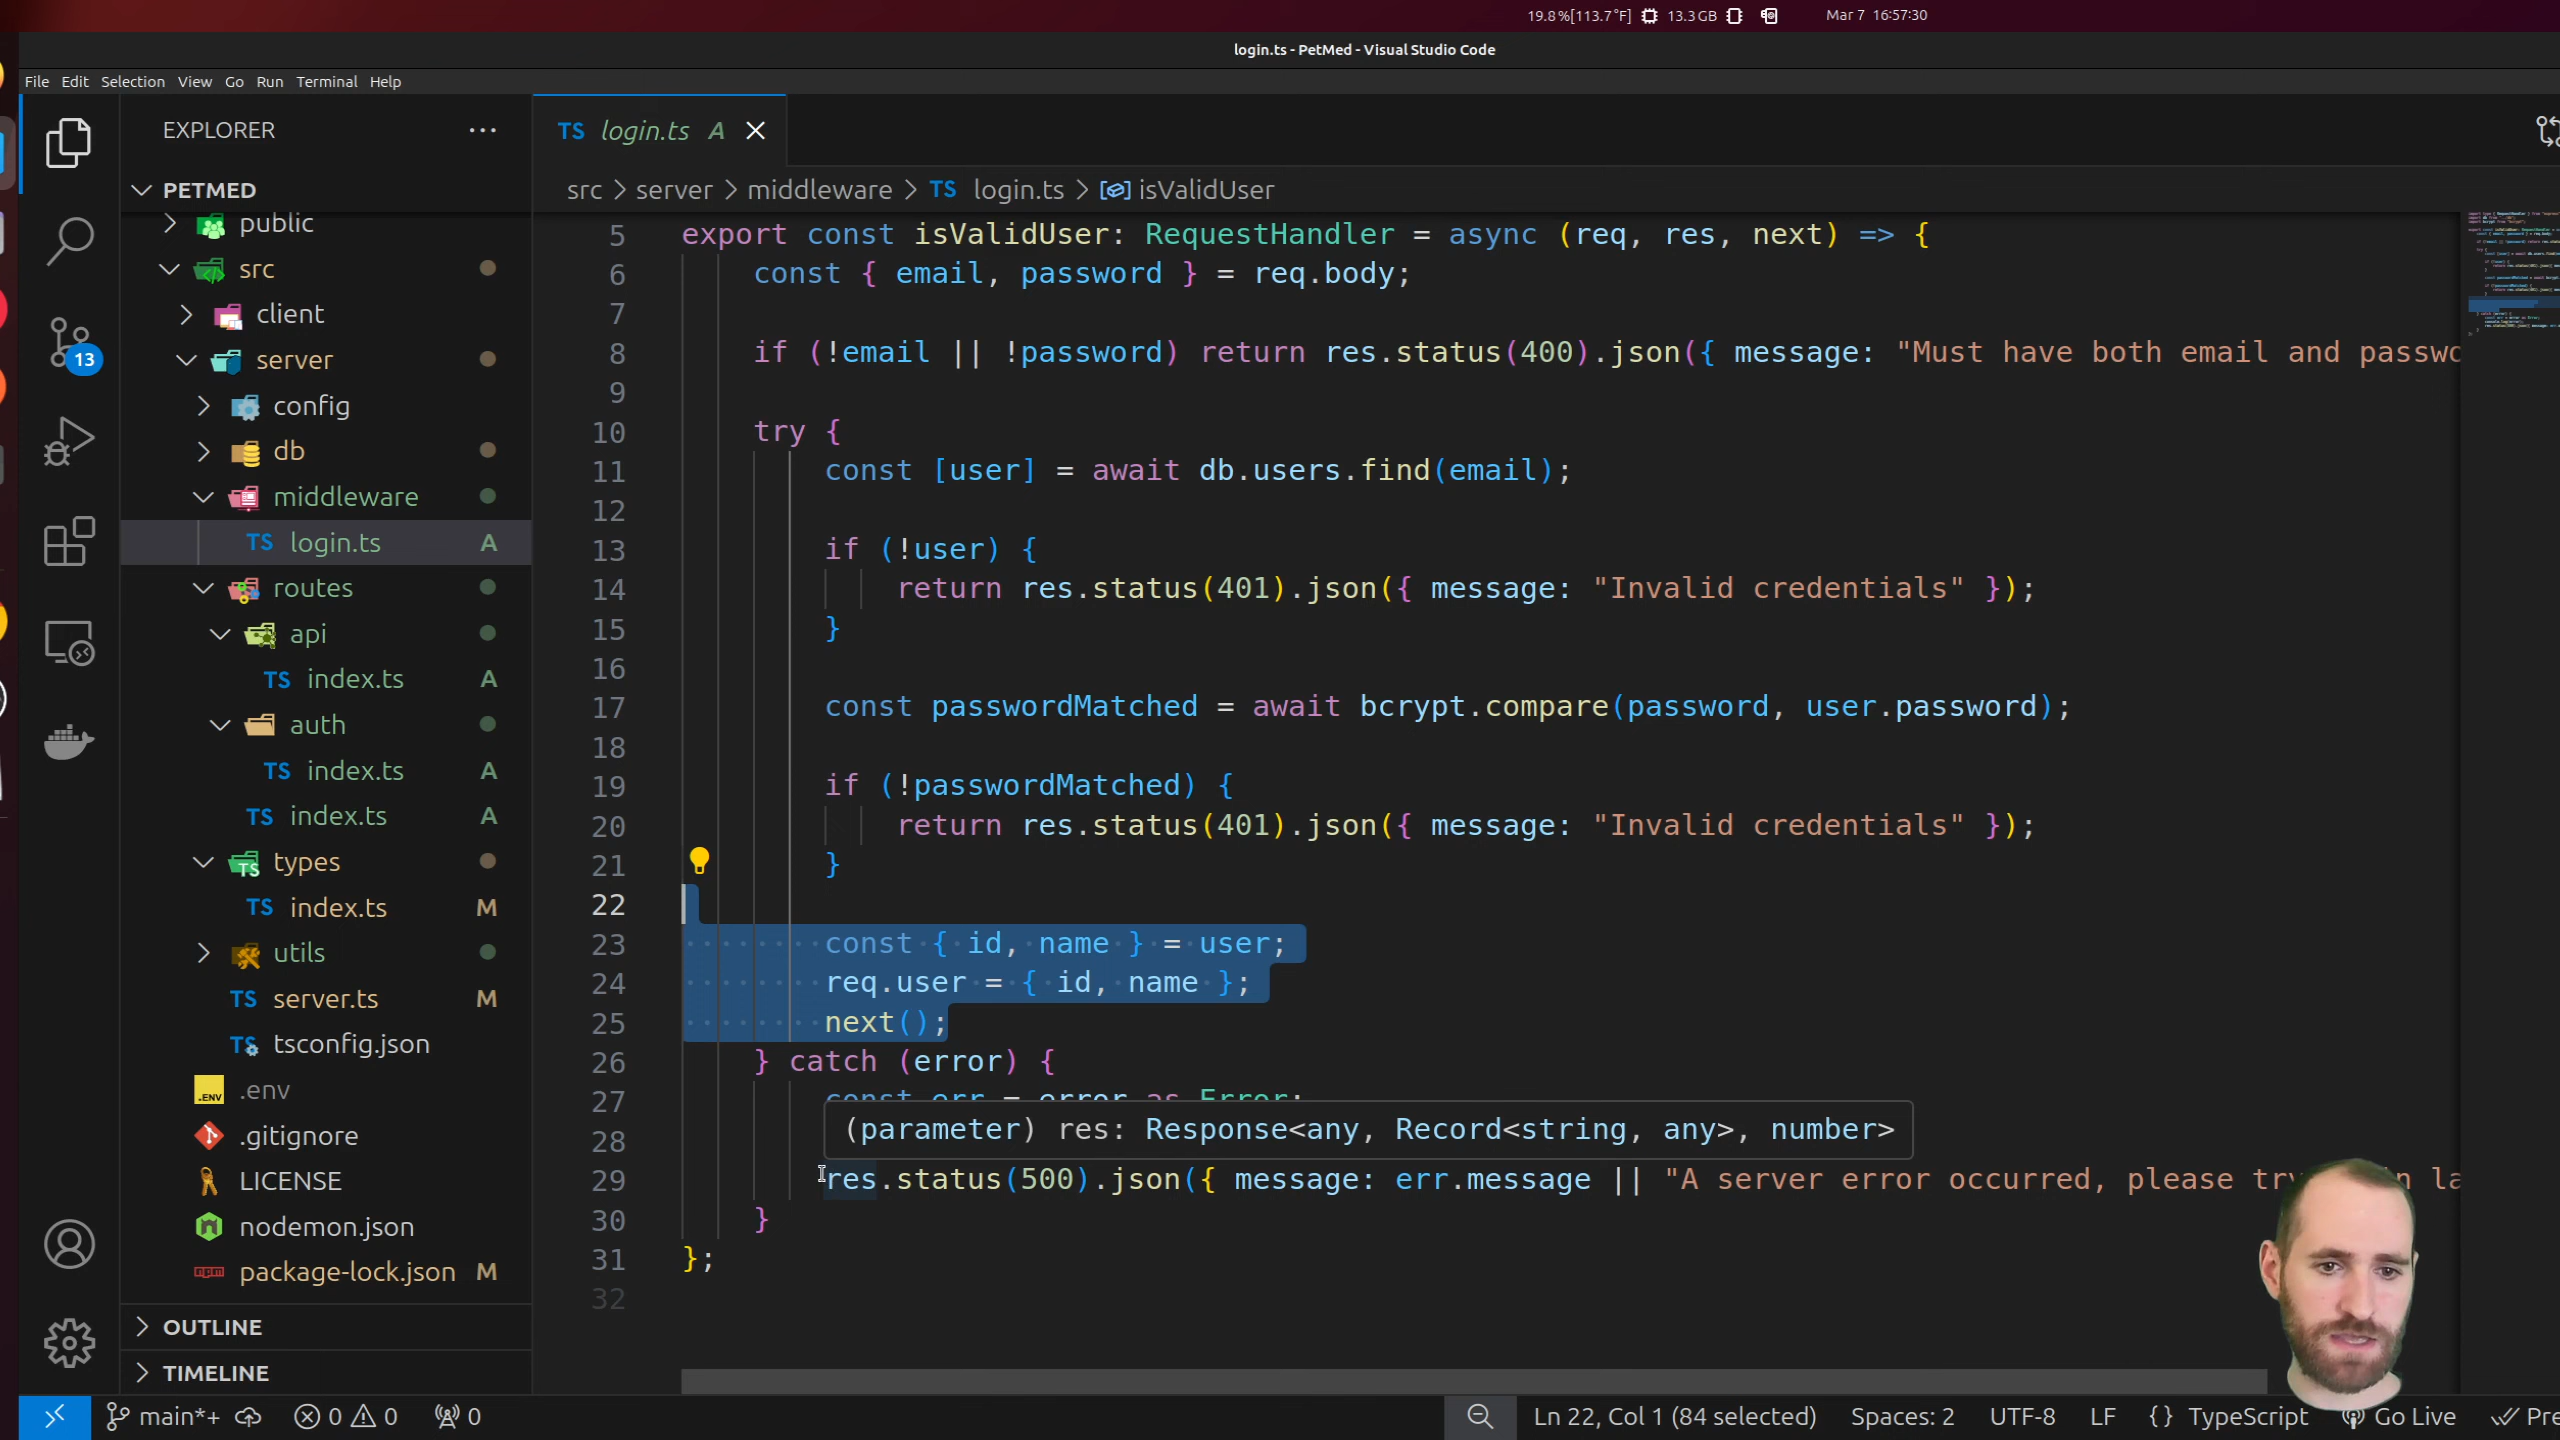 19.8%[113.7°F] 13.3GB Mar 7 16:57:30
login.ts - PetMed - Visual Studio Code
File Edit Selection View Go Run Terminal Help
EXPLORER ···
PETMED
public
src
client
server
config
db
middleware
TS login.ts A
routes
api
TS index.ts A
auth
TS index.ts A
TS index.ts A
types
TS index.ts M
utils
TS server.ts M
TS tsconfig.json
.ENV .env
.gitignore
LICENSE
nodemon.json
package-lock.json M
OUTLINE
TIMELINE
13
TS login.ts A
src > server > middleware > TS login.ts > isValidUser
5 export const isValidUser: RequestHandler = async (req, res, next) => {
6 const { email, password } = req.body;
7
8 if (!email || !password) return res.status(400).json({ message: "Must have both email and passwo
9
10 try {
11 const [user] = await db.users.find(email);
12
13 if (!user) {
14 return res.status(401).json({ message: "Invalid credentials" });
15 }
16
17 const passwordMatched = await bcrypt.compare(password, user.password);
18
19 if (!passwordMatched) {
20 return res.status(401).json({ message: "Invalid credentials" });
21 }
22
23 const { id, name } = user;
24 req.user = { id, name };
25 next();
26 } catch (error) {
27 const err = error as Error;
(parameter) res: Response<any, Record<string, any>, number>
28
29 res.status(500).json({ message: err.message || "A server error occurred, please try in la
30 }
31 };
32
main*+ 0 0 0 Ln 22, Col 1 (84 selected) Spaces: 2 UTF-8 LF {} TypeScript Go Live Pre